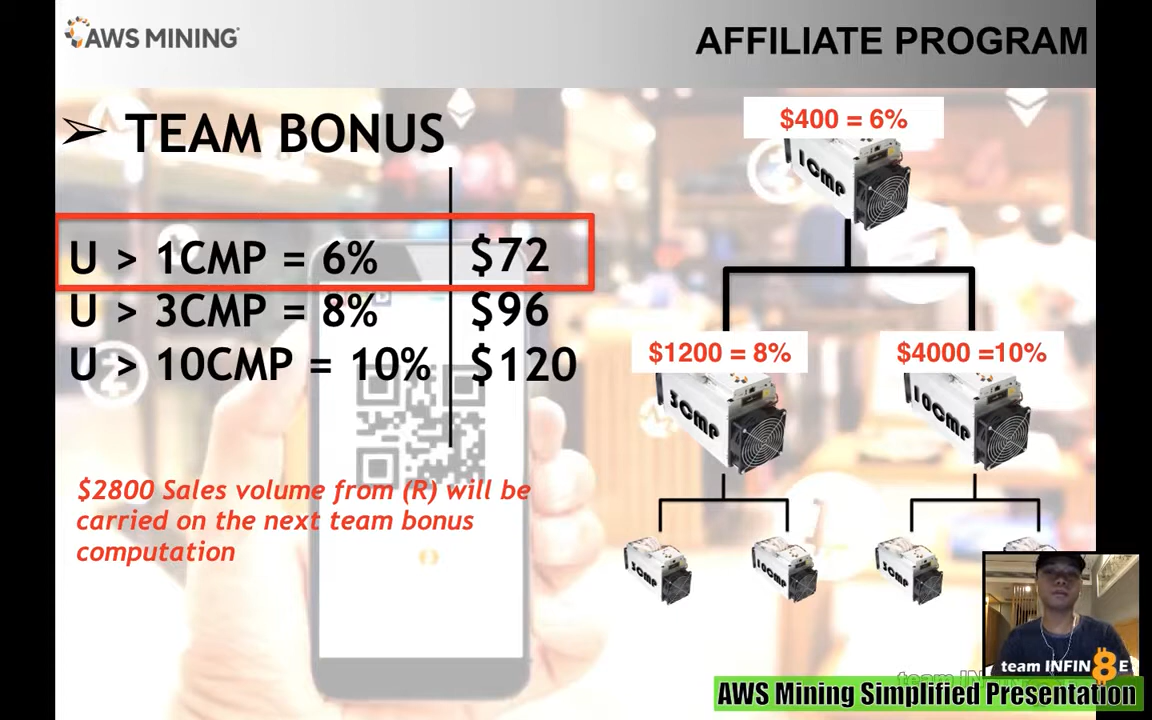 AWS MINING
AFFILIATE PROGRAM
➢ TEAM BONUS
U > 1CMP = 6% $72
U > 3CMP = 8% $96
U > 10CMP = 10% $120
$2800 Sales volume from (R) will be
carried on the next team bonus
computation
$400 = 6%
1CMP
$1200 = 8%
$4000 =10%
3CMP
10CMP
3CMP
10CMP
3CMP
team INFIN8E
AWS Mining Simplified Presentation